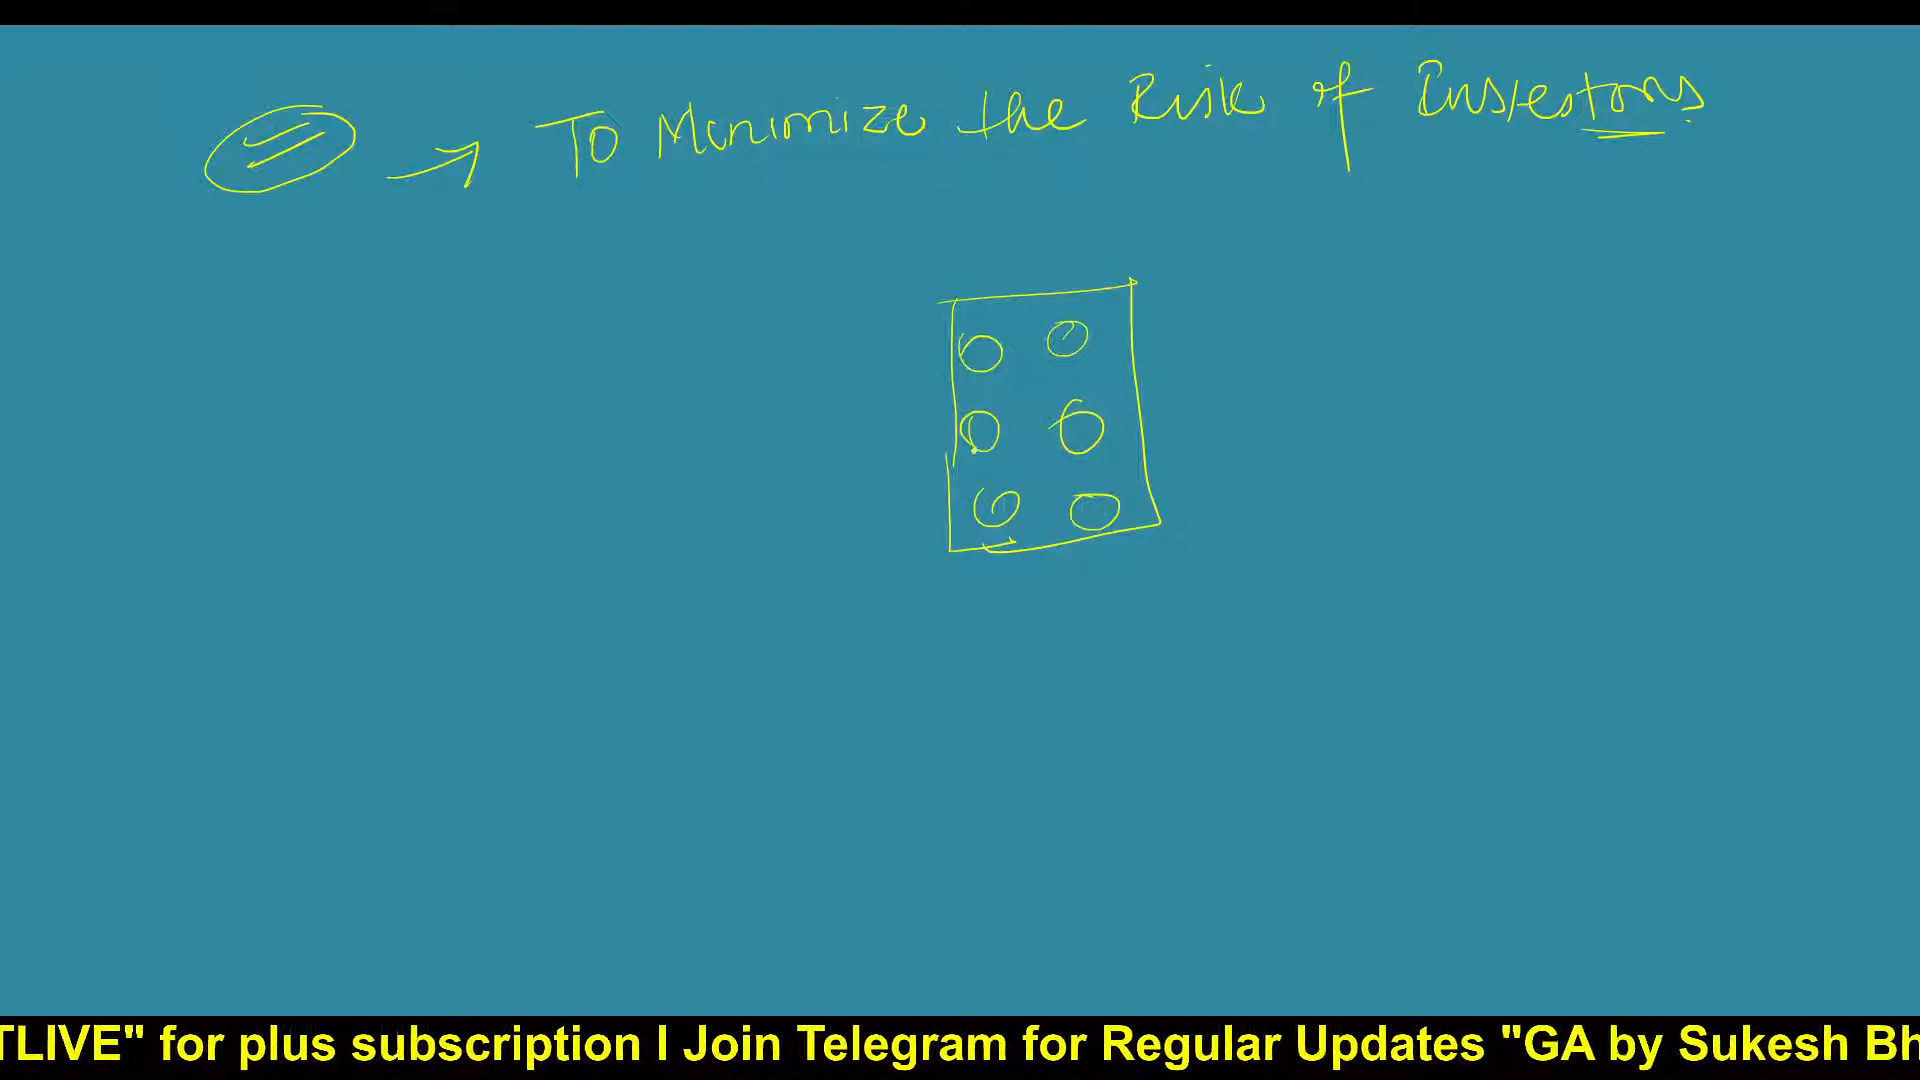 → To Minimize the Risk of Investors
TLIVE" for plus subscription I Join Telegram for Regular Updates "GA by Sukesh Bh